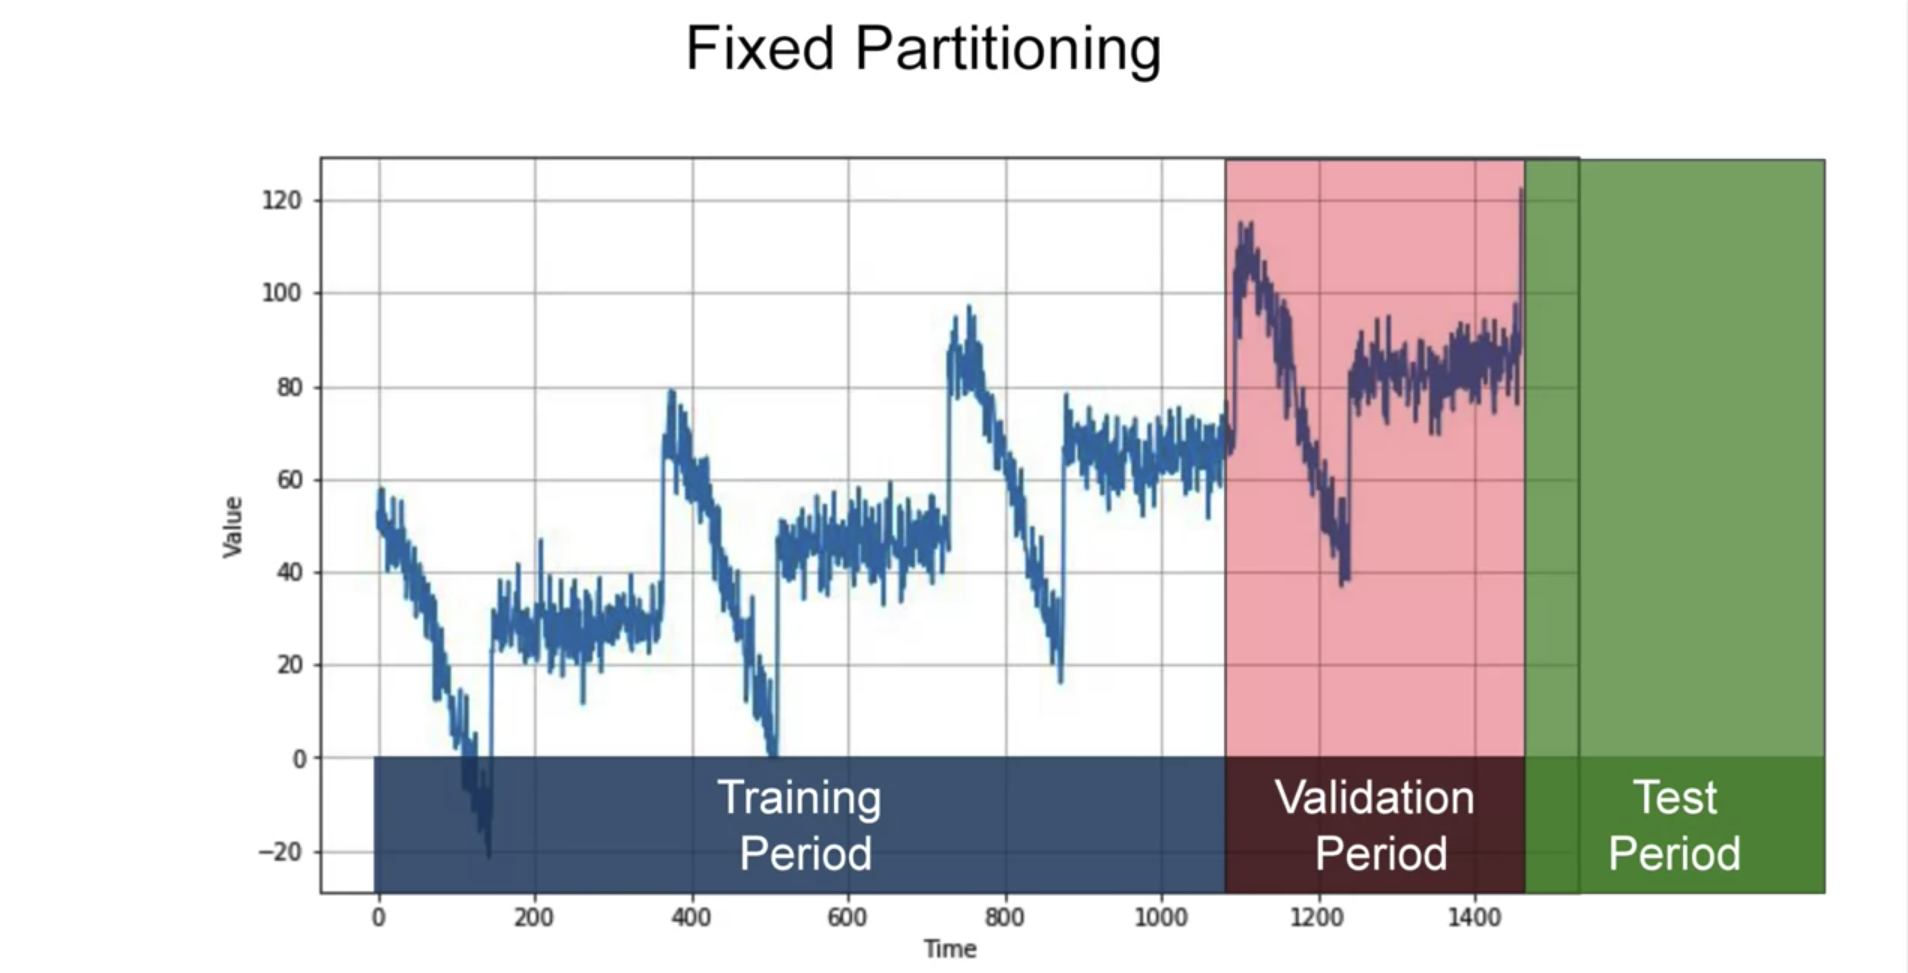 Fixed Partitioning
120
100
80
60
40
20
0
−20
Value
Training
Period
Validation
Period
Test
Period
0 200 400 600 800 1000 1200 1400
Time